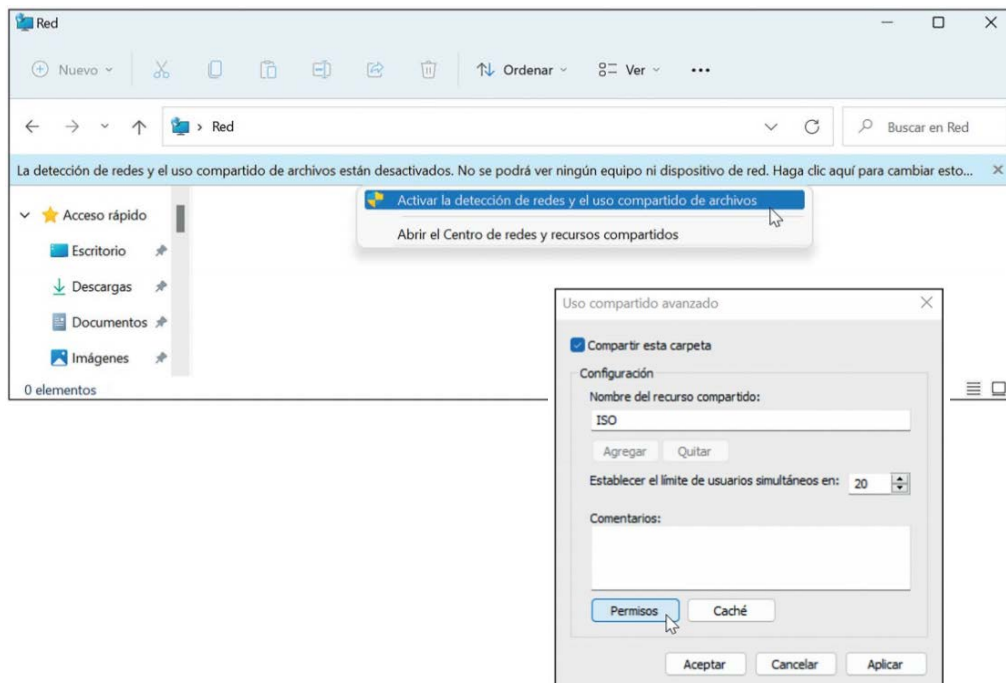 Red
Nuevo
Ordenar
Ver
Red
Buscar en Red
La detección de redes y el uso compartido de archivos están desactivados. No se podrá ver ningún equipo ni dispositivo de red. Haga clic aquí para cambiar esto...
Activar la detección de redes y el uso compartido de archivos
Abrir el Centro de redes y recursos compartidos
Acceso rápido
Escritorio
Descargas
Documentos
Imágenes
0 elementos
Uso compartido avanzado
Compartir esta carpeta
Configuración
Nombre del recurso compartido:
ISO
Agregar Quitar
Establecer el límite de usuarios simultáneos en: 20
Comentarios:
Permisos Caché
Aceptar Cancelar Aplicar